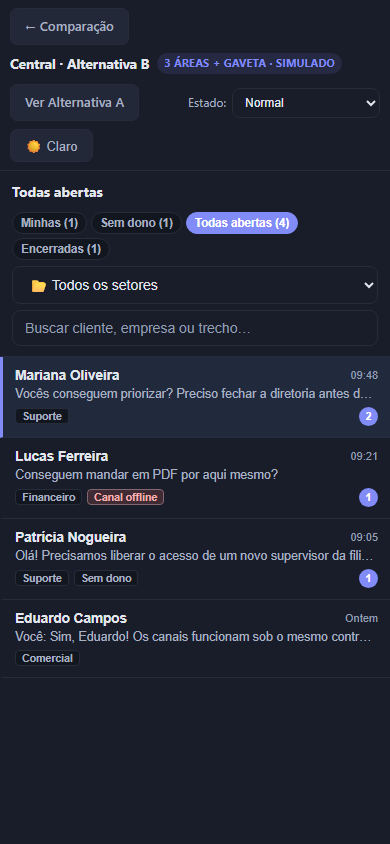 ← Comparação
Central · Alternativa B 3 ÁREAS + GAVETA · SIMULADO
Ver Alternativa A Estado: Normal
Claro
Todas abertas
Minhas (1) Sem dono (1) Todas abertas (4)
Encerradas (1)
Todos os setores
Buscar cliente, empresa ou trecho…
Mariana Oliveira 09:48
Vocês conseguem priorizar? Preciso fechar a diretoria antes d…
Suporte 2
Lucas Ferreira 09:21
Conseguem mandar em PDF por aqui mesmo?
Financeiro Canal offline 1
Patrícia Nogueira 09:05
Olá! Precisamos liberar o acesso de um novo supervisor da fili…
Suporte Sem dono 1
Eduardo Campos Ontem
Você: Sim, Eduardo! Os canais funcionam sob o mesmo contr…
Comercial